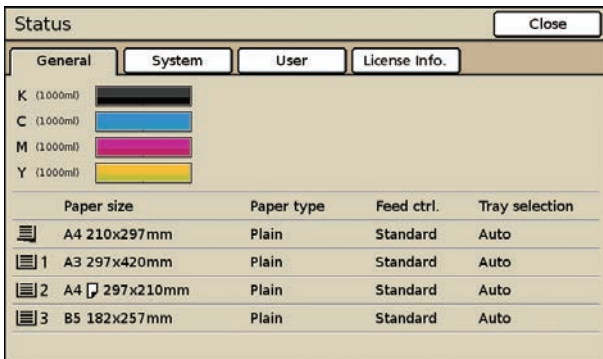 Status Close
General System User License Info.
K (1000ml)
C (1000ml)
M (1000ml)
Y (1000ml)
Paper size Paper type Feed ctrl. Tray selection
A4 210x297mm Plain Standard Auto
1 A3 297x420mm Plain Standard Auto
2 A4 297x210mm Plain Standard Auto
3 B5 182x257mm Plain Standard Auto